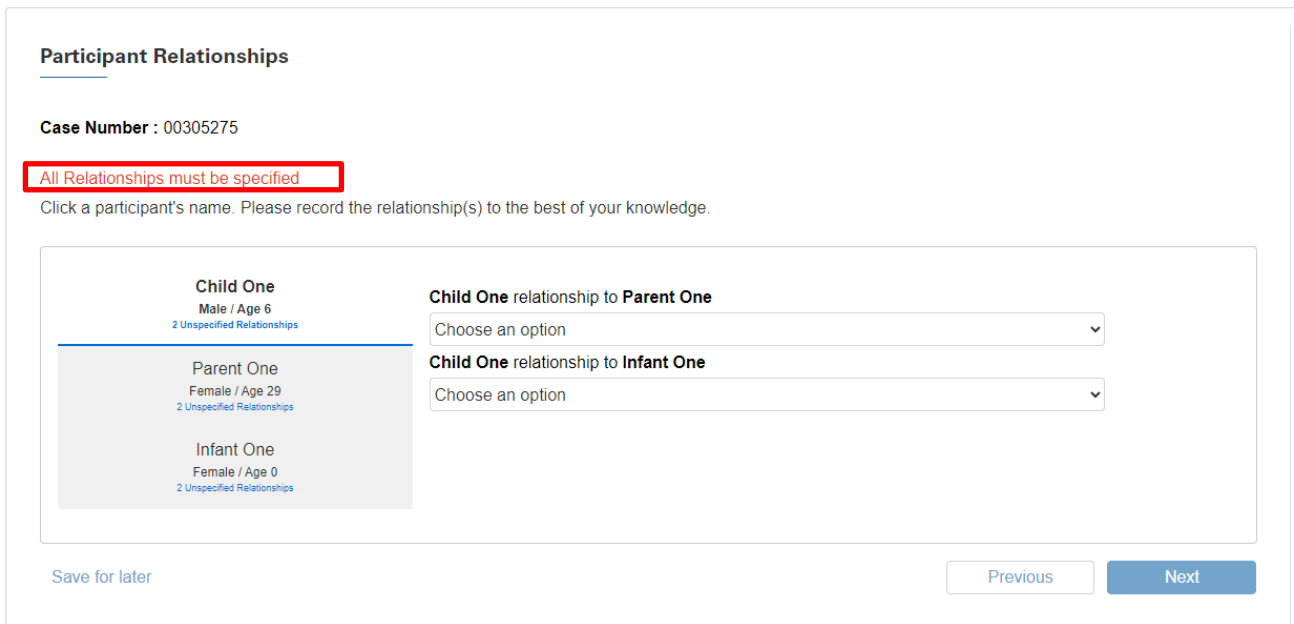 Participant Relationships
Case Number : 00305275
All Relationships must be specified
Click a participant's name. Please record the relationship(s) to the best of your knowledge.
Child One
Male / Age 6
2 Unspecified Relationships
Parent One
Female / Age 29
2 Unspecified Relationships
Infant One
Female / Age 0
2 Unspecified Relationships
Child One relationship to Parent One
Choose an option
Child One relationship to Infant One
Choose an option
Save for later
Previous
Next